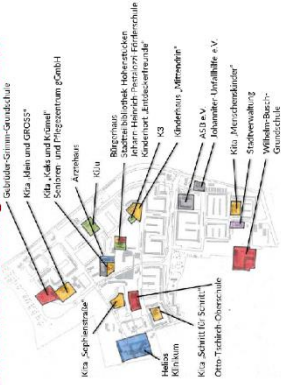 Gebrüder-Grimm-Grundschule
Kita „Klein und GROSS"
Kita „Keks und Krümel"
Senioren- und Pflegezentrum gGmbH
Ärztehaus
KiJu
Bürgerhaus
Stadtteilbibliothek Hohenstücken
Johann-Heinrich-Pestalozzi-Förderschule
Kinderhort „Entdeckerfreunde"
K3
Kinderhaus „Mittendrin"
ASB e.V.
Johanniter-Unfallhilfe e.V.
Kita „Menschenskinder"
Stadtverwaltung
Wilhelm-Busch-
Grundschule
Kita „Sophienstraße"
Helios
Klinikum
Kita „Schritt für Schritt"
Otto-Tschirch-Oberschule